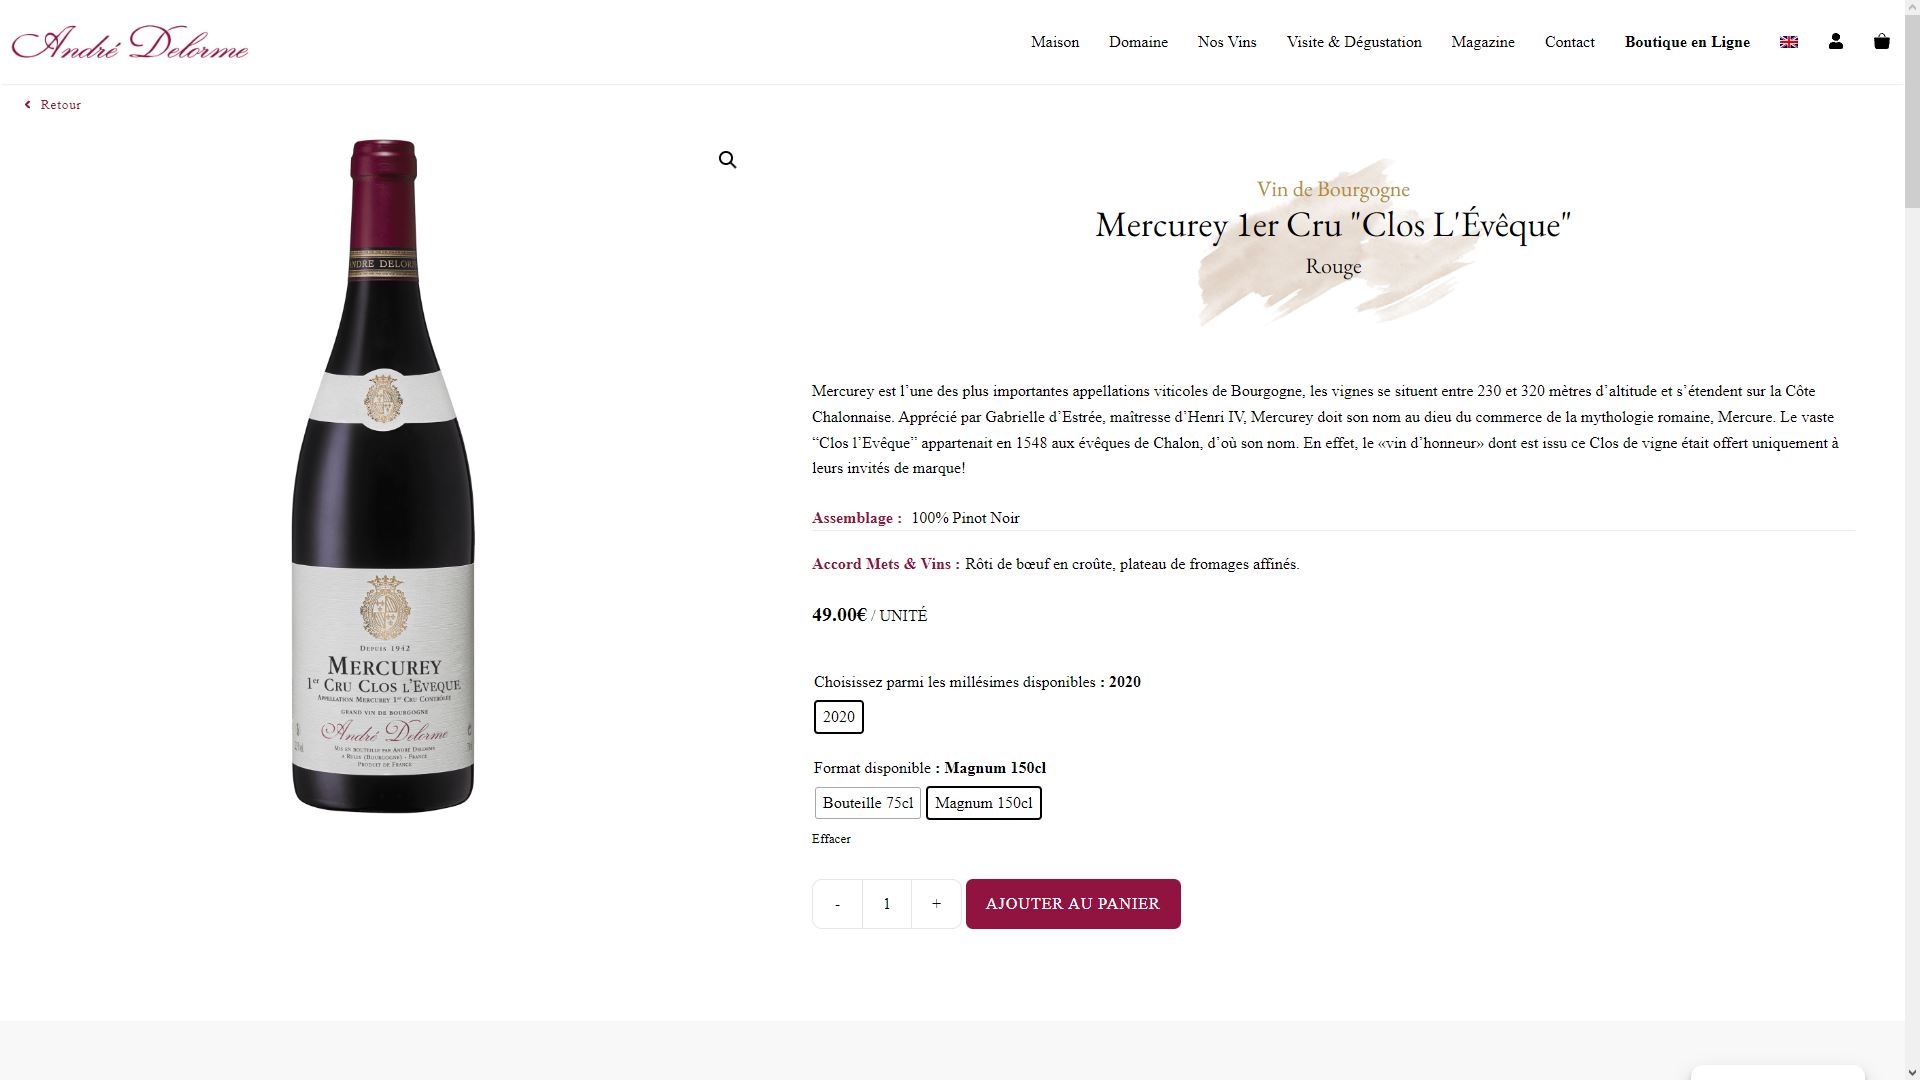 André Delorme
Maison
Domaine
Nos Vins
Visite & Dégustation
Magazine
Contact
Boutique en Ligne
Retour
Vin de Bourgogne
Mercurey 1er Cru "Clos L'Évêque"
Rouge
Mercurey est l’une des plus importantes appellations viticoles de Bourgogne, les vignes se situent entre 230 et 320 mètres d’altitude et s’étendent sur la Côte
Chalonnaise. Apprécié par Gabrielle d’Estrée, maîtresse d’Henri IV, Mercurey doit son nom au dieu du commerce de la mythologie romaine, Mercure. Le vaste
“Clos l’Evêque” appartenait en 1548 aux évêques de Chalon, d’où son nom. En effet, le «vin d’honneur» dont est issu ce Clos de vigne était offert uniquement à
leurs invités de marque!
Assemblage : 100% Pinot Noir
Accord Mets & Vins : Rôti de bœuf en croûte, plateau de fromages affinés.
49.00€ / UNITÉ
Choisissez parmi les millésimes disponibles : 2020
2020
Format disponible : Magnum 150cl
Bouteille 75cl
Magnum 150cl
Effacer
- 1 +
AJOUTER AU PANIER
DEPUIS 1942
MERCUREY
1er CRU CLOS L'EVEQUE
APPELLATION MERCUREY 1er CRU CONTRÔLÉE
GRAND VIN DE BOURGOGNE
André Delorme
MIS EN BOUTEILLE PAR ANDRÉ DELORME
A RULLY (BOURGOGNE) - FRANCE
PRODUIT DE FRANCE